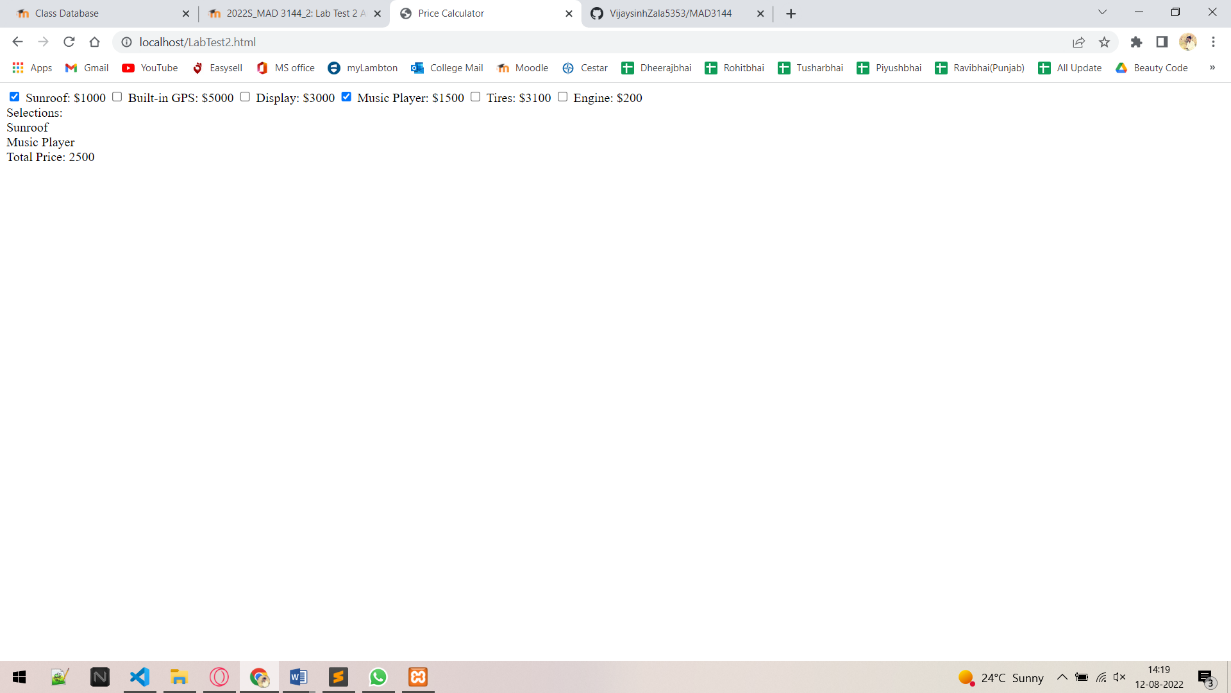 Class Database
2022S_MAD 3144_2: Lab Test 2 A
Price Calculator
VijaysinhZala5353/MAD3144
localhost/LabTest2.html
Apps Gmail YouTube Easysell MS office myLambton College Mail Moodle Cestar Dheerajbhai Rohitbhai Tusharbhai Piyushbhai Ravibhai(Punjab) All Update Beauty Code »
Sunroof: $1000 Built-in GPS: $5000 Display: $3000 Music Player: $1500 Tires: $3100 Engine: $200
Selections:
Sunroof
Music Player
Total Price: 2500
24°C Sunny
14:19
12-08-2022
3